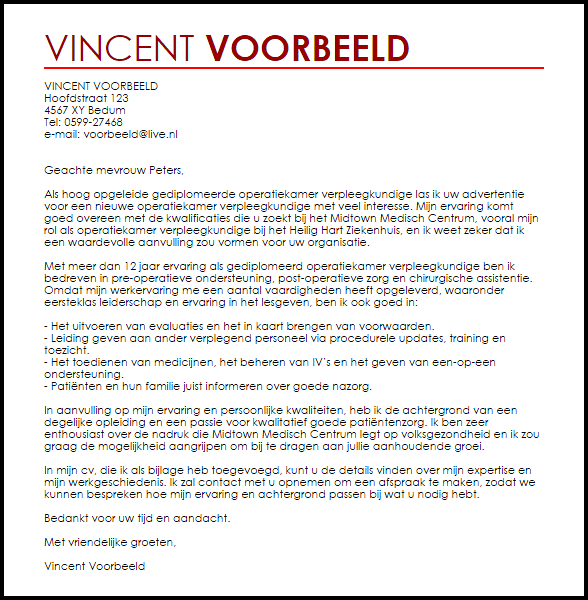 VINCENT VOORBEELD
VINCENT VOORBEELD
Hoofdstraat 123
4567 XY Bedum
Tel: 0599-27468
e-mail: voorbeeld@live.nl
Geachte mevrouw Peters,
Als hoog opgeleide gediplomeerde operatiekamer verpleegkundige las ik uw advertentie
voor een nieuwe operatiekamer verpleegkundige met veel interesse. Mijn ervaring komt
goed overeen met de kwalificaties die u zoekt bij het Midtown Medisch Centrum, vooral mijn
rol als operatiekamer verpleegkundige bij het Heilig Hart Ziekenhuis, en ik weet zeker dat ik
een waardevolle aanvulling zou vormen voor uw organisatie.
Met meer dan 12 jaar ervaring als gediplomeerd operatiekamer verpleegkundige ben ik
bedreven in pre-operatieve ondersteuning, post-operatieve zorg en chirurgische assistentie.
Omdat mijn werkervaring me een aantal vaardigheden heeft opgeleverd, waaronder
eersteklas leiderschap en ervaring in het lesgeven, ben ik ook goed in:
- Het uitvoeren van evaluaties en het in kaart brengen van voorwaarden.
- Leiding geven aan ander verplegend personeel via procedurele updates, training en
toezicht.
- Het toedienen van medicijnen, het beheren van IV's en het geven van een-op-een
ondersteuning.
- Patiënten en hun familie juist informeren over goede nazorg.
In aanvulling op mijn ervaring en persoonlijke kwaliteiten, heb ik de achtergrond van een
degelijke opleiding en een passie voor kwalitatief goede patiëntenzorg. Ik ben zeer
enthousiast over de nadruk die Midtown Medisch Centrum legt op volksgezondheid en ik zou
graag de mogelijkheid aangrijpen om bij te dragen aan jullie aanhoudende groei.
In mijn cv, die ik als bijlage heb toegevoegd, kunt u de details vinden over mijn expertise en
mijn werkgeschiedenis. Ik zal contact met u opnemen om een afspraak te maken, zodat we
kunnen bespreken hoe mijn ervaring en achtergrond passen bij wat u nodig hebt.
Bedankt voor uw tijd en aandacht.
Met vriendelijke groeten,
Vincent Voorbeeld